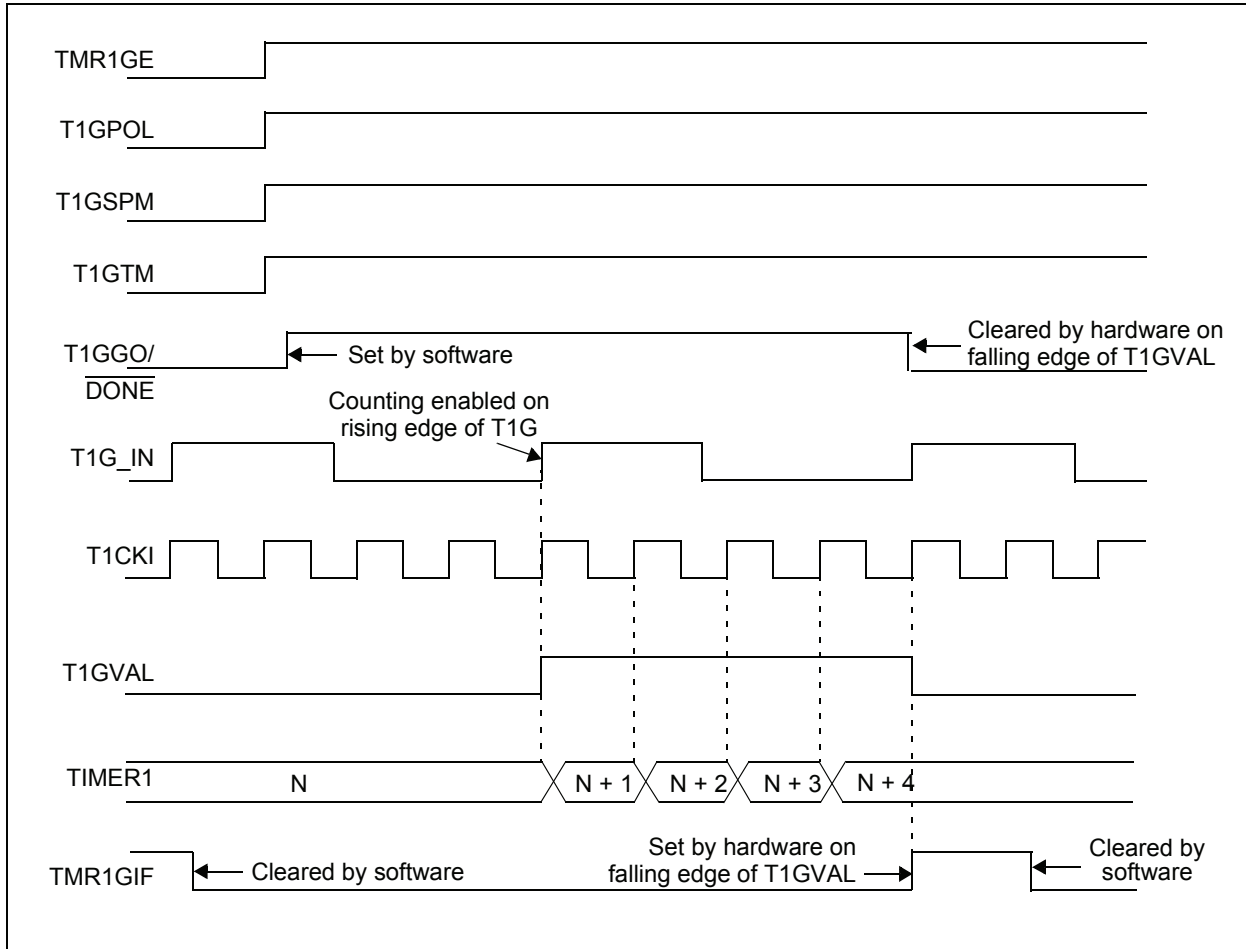 TMR1GE
T1GPOL
T1GSPM
T1GTM
T1GGO/
DONE
Set by software
Cleared by hardware on
falling edge of T1GVAL
Counting enabled on
rising edge of T1G
T1G_IN
T1CKI
T1GVAL
TIMER1
N
N + 1
N + 2
N + 3
N + 4
TMR1GIF
Cleared by software
Set by hardware on
falling edge of T1GVAL
Cleared by
software